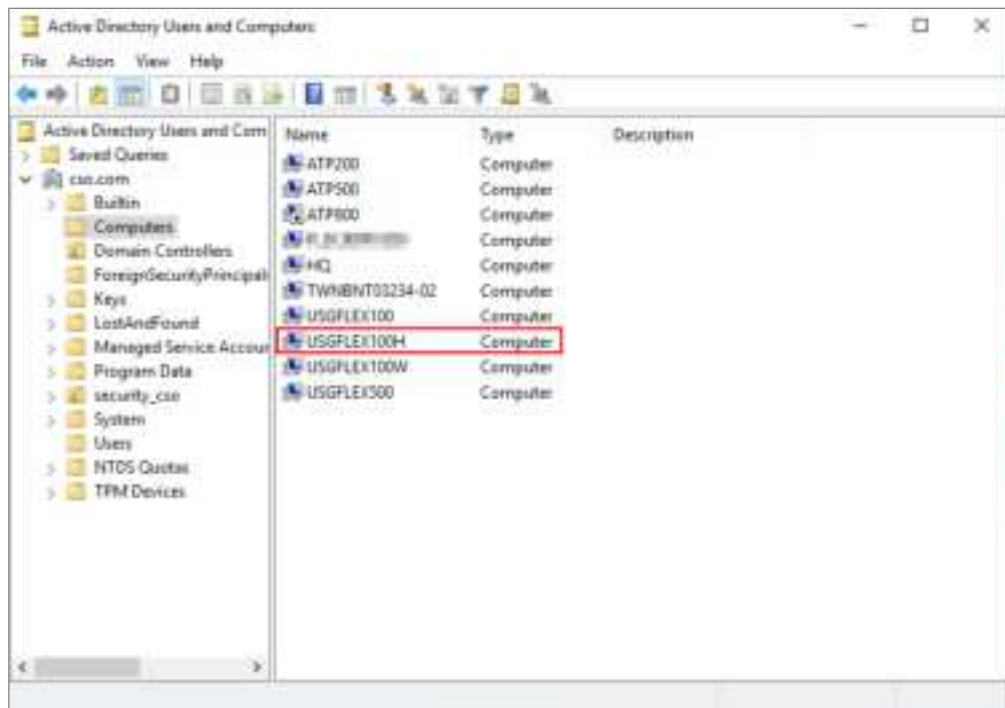 Active Directory Users and Computers
File Action View Help
Active Directory Users and Com
Saved Queries
cso.com
Builtin
Computers
Domain Controllers
ForeignSecurityPrincipals
Keys
LostAndFound
Managed Service Accour
Program Data
security_cso
System
Users
NTDS Quotas
TPM Devices
Name Type Description
ATP200 Computer
ATP500 Computer
ATP800 Computer
Computer
HQ Computer
TWNBNT03234-02 Computer
USGFLEX100 Computer
USGFLEX100H Computer
USGFLEX100W Computer
USGFLEX500 Computer